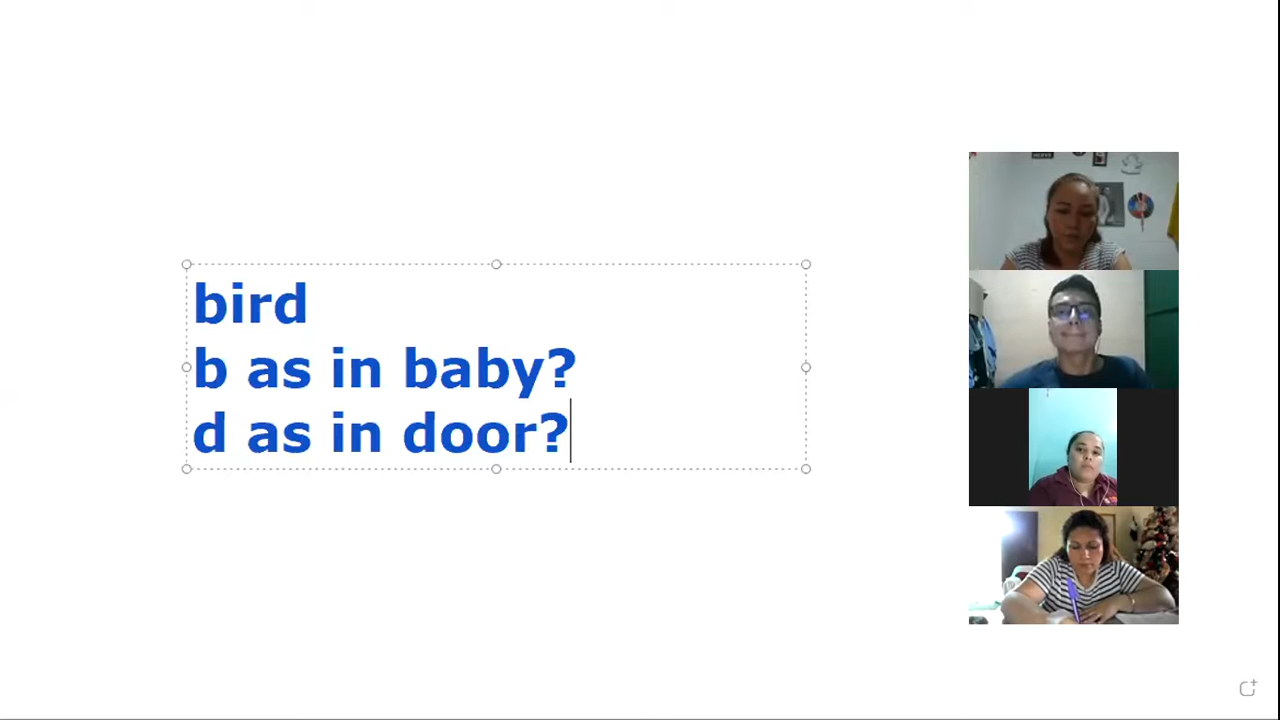 bird
b as in baby?
d as in door?